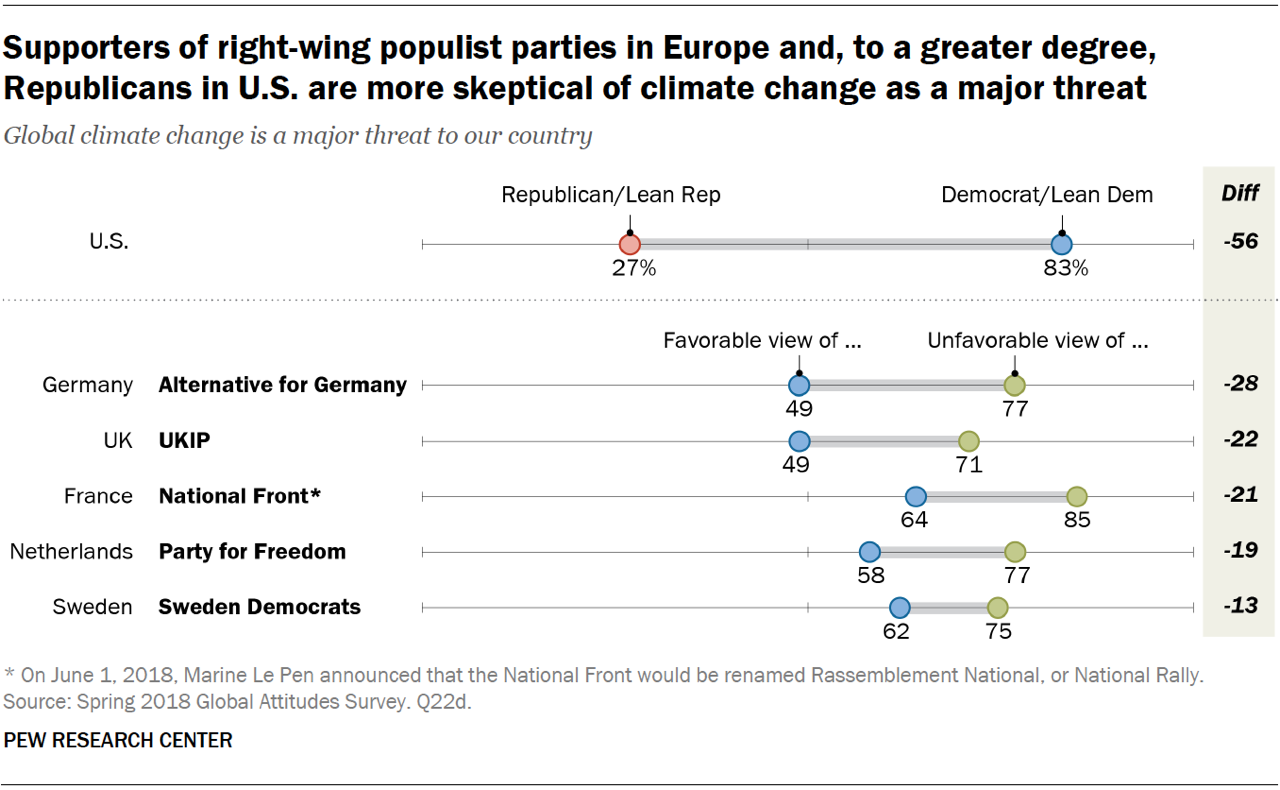 Supporters of right-wing populist parties in Europe and, to a greater degree,
Republicans in U.S. are more skeptical of climate change as a major threat
Global climate change is a major threat to our country
Republican/Lean Rep Democrat/Lean Dem Diff
U.S. -56
27% 83%
Favorable view of ... Unfavorable view of ...
Germany Alternative for Germany -28
49 77
UK UKIP -22
49 71
France National Front* -21
64 85
Netherlands Party for Freedom -19
58 77
Sweden Sweden Democrats -13
62 75
* On June 1, 2018, Marine Le Pen announced that the National Front would be renamed Rassemblement National, or National Rally.
Source: Spring 2018 Global Attitudes Survey. Q22d.
PEW RESEARCH CENTER